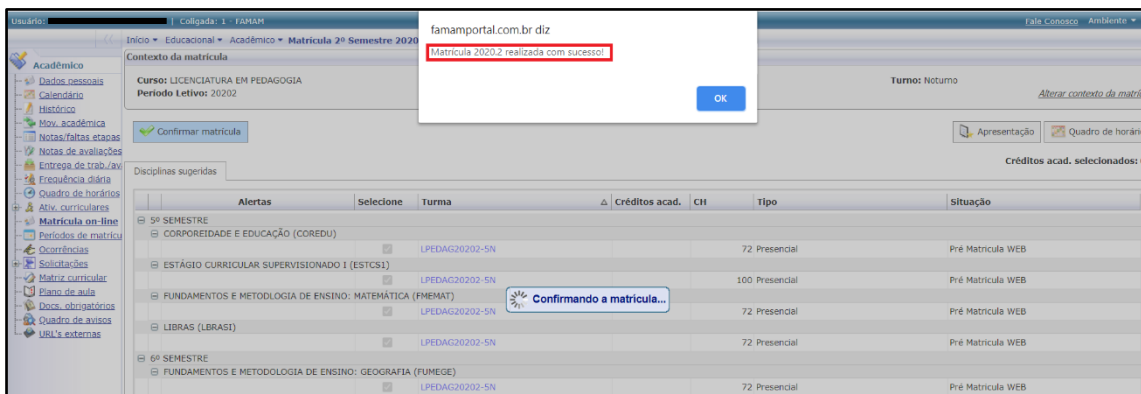 Usuário: | Coligada: 1 - FAMAM
Fale Conosco Ambiente
Início Educacional Acadêmico Matrícula 2º Semestre 2020
famamportal.com.br diz
Matrícula 2020.2 realizada com sucesso!
OK
Acadêmico
Dados pessoais
Calendário
Histórico
Mov. acadêmica
Notas/faltas etapas
Notas de avaliações
Entrega de trab./av
Frequência diária
Quadro de horários
Ativ. curriculares
Matrícula on-line
Períodos de matrícu
Ocorrências
Solicitações
Matriz curricular
Plano de aula
Docs. obrigatórios
Quadro de avisos
URL's externas
Contexto da matrícula
Curso: LICENCIATURA EM PEDAGOGIA
Turno: Noturno
Período Letivo: 20202
Alterar contexto da matrí
Confirmar matrícula
Apresentação
Quadro de horári
Créditos acad. selecionados:
Disciplinas sugeridas
Alertas Selecione Turma Créditos acad. CH Tipo Situação
5º SEMESTRE
CORPOREIDADE E EDUCAÇÃO (COREDU)
LPEDAG20202-5N 72 Presencial Pré Matricula WEB
ESTÁGIO CURRICULAR SUPERVISIONADO I (ESTCS1)
LPEDAG20202-5N 100 Presencial Pré Matricula WEB
FUNDAMENTOS E METODLOGIA DE ENSINO: MATEMÁTICA (FMEMAT)
Confirmando a matrícula...
LPEDAG20202-5N 72 Presencial Pré Matricula WEB
LIBRAS (LBRASI)
LPEDAG20202-5N 72 Presencial Pré Matricula WEB
6º SEMESTRE
FUNDAMENTOS E METODOLOGIA DE ENSINO: GEOGRAFIA (FUMEGE)
LPEDAG20202-5N 72 Presencial Pré Matricula WEB